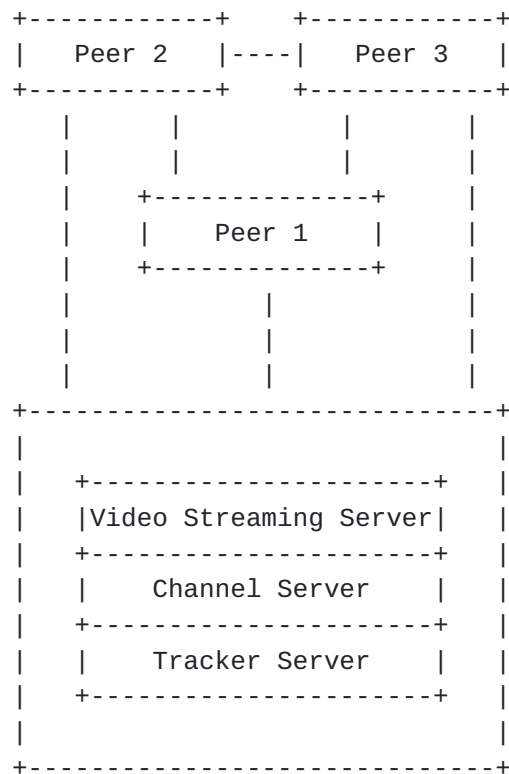 Peer 2 Peer 3
Peer 1
Video Streaming Server
Channel Server
Tracker Server